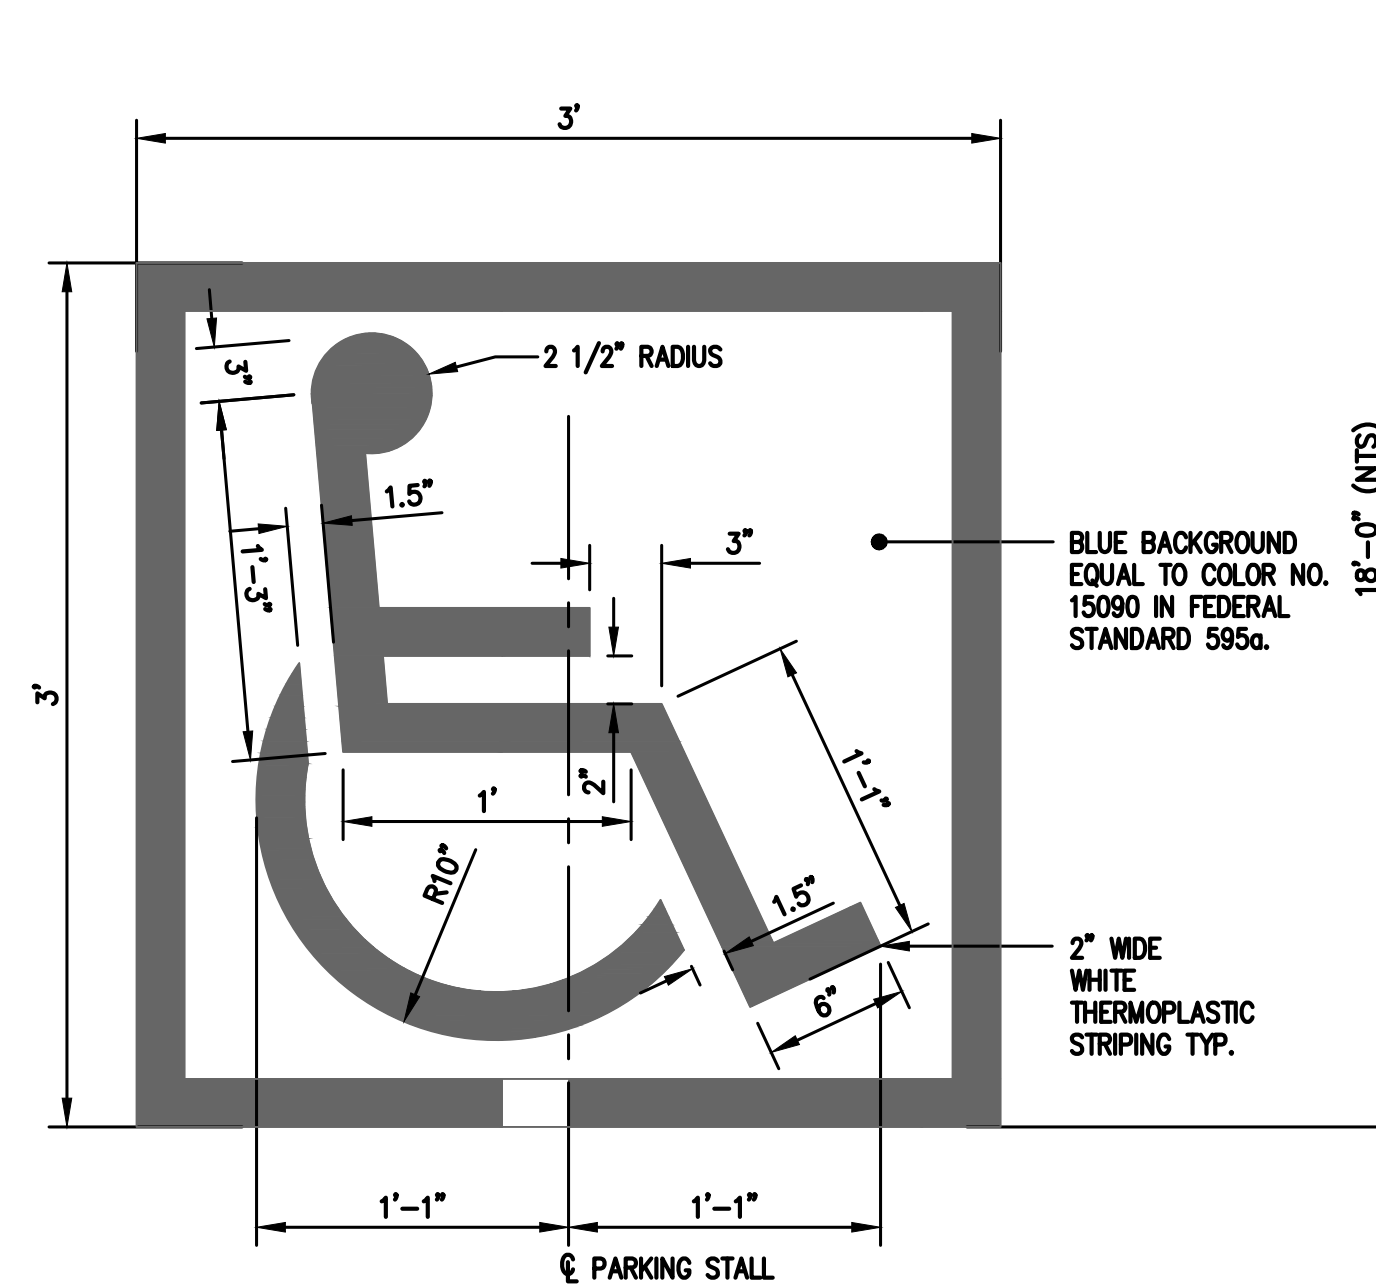 3'
3"
2 1/2" RADIUS
1.5"
3"
1'-3"
BLUE BACKGROUND
EQUAL TO COLOR NO.
15090 IN FEDERAL
STANDARD 595a.
18'-0" (NTS)
3'
2"
1'
1'-1"
R10"
1.5"
6"
2" WIDE
WHITE
THERMOPLASTIC
STRIPING TYP.
1'-1"
1'-1"
℄ PARKING STALL